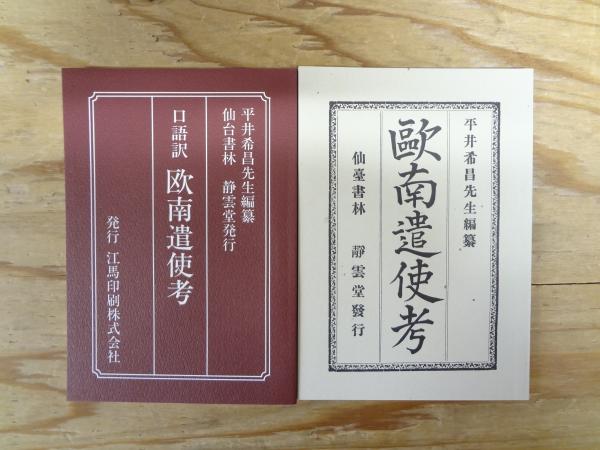 平井希昌先生編纂
仙台書林 静雲堂発行
口語訳 欧南遣使考
発行 江馬印刷株式会社
平井希昌先生編纂
歐南遣使考
仙臺書林 靜雲堂發行